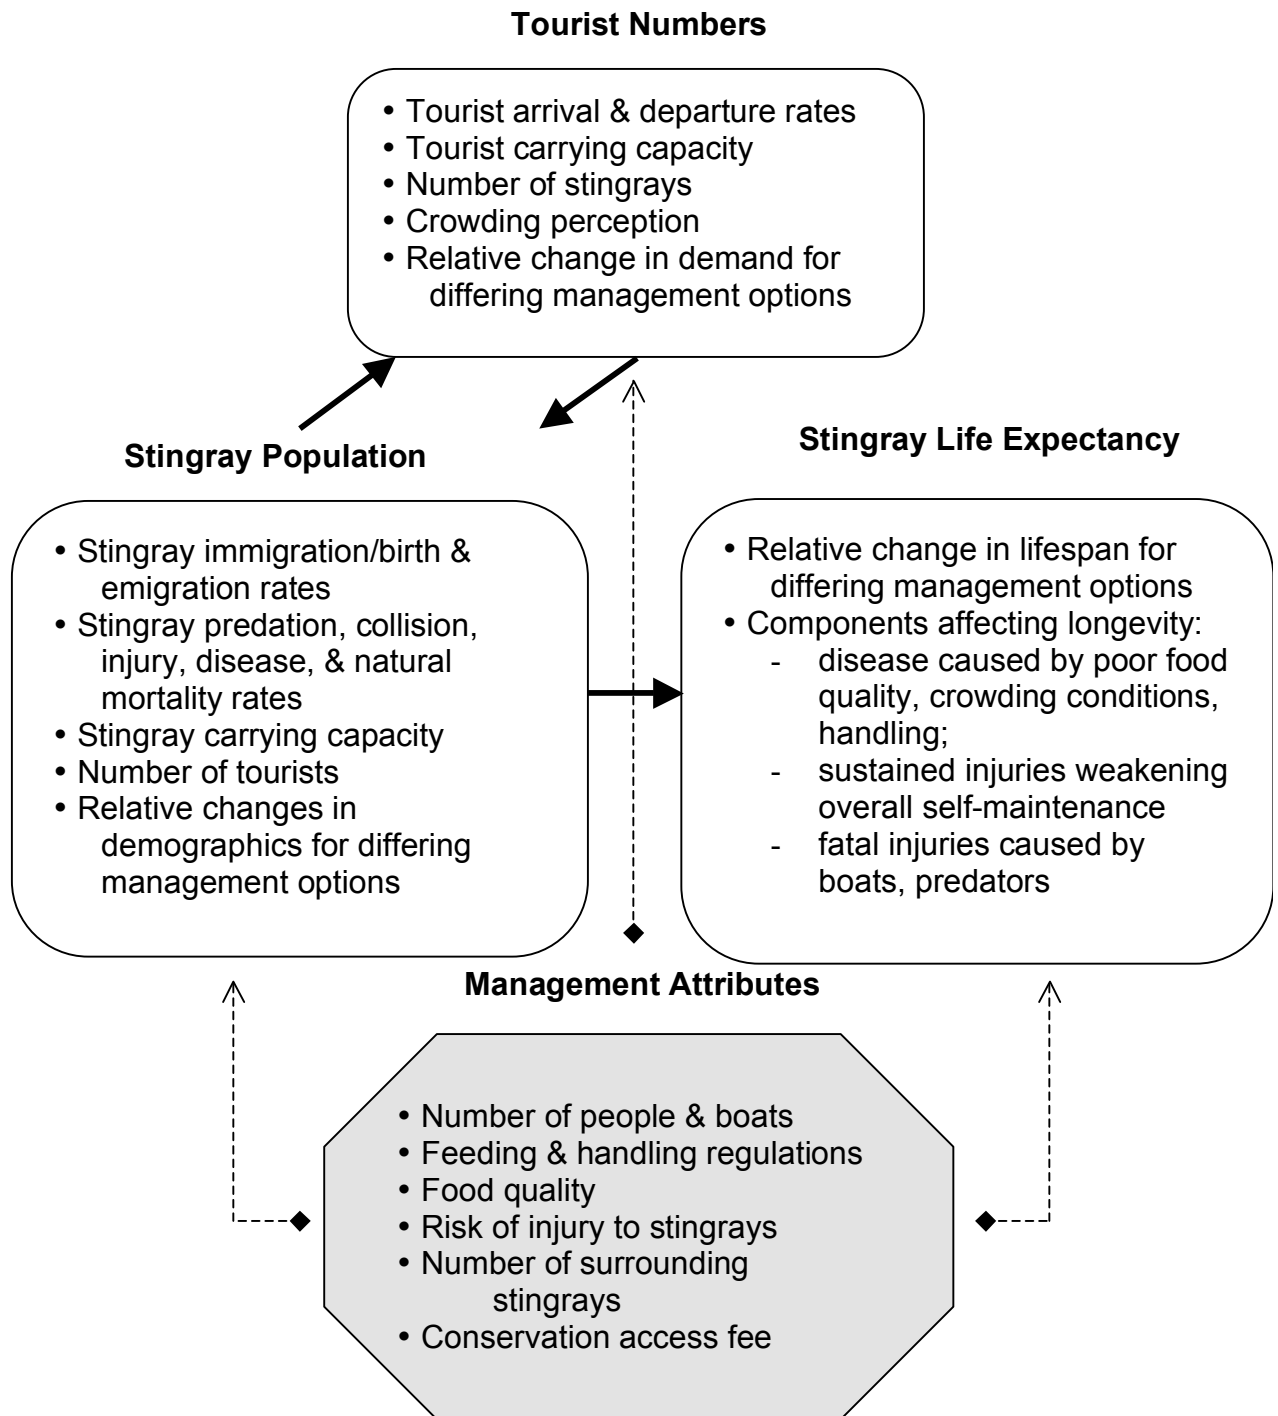 Tourist Numbers
• Tourist arrival & departure rates
• Tourist carrying capacity
• Number of stingrays
• Crowding perception
• Relative change in demand for
differing management options
Stingray Population
• Stingray immigration/birth &
emigration rates
• Stingray predation, collision,
injury, disease, & natural
mortality rates
• Stingray carrying capacity
• Number of tourists
• Relative changes in
demographics for differing
management options
Stingray Life Expectancy
• Relative change in lifespan for
differing management options
• Components affecting longevity:
- disease caused by poor food
quality, crowding conditions,
handling;
- sustained injuries weakening
overall self-maintenance
- fatal injuries caused by
boats, predators
Management Attributes
• Number of people & boats
• Feeding & handling regulations
• Food quality
• Risk of injury to stingrays
• Number of surrounding
stingrays
• Conservation access fee